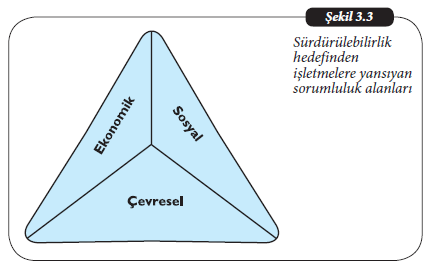 Şekil 3.3
Sürdürülebilirlik
hedefinden
işletmelere yansıyan
sorumluluk alanları
Ekonomik
Sosyal
Çevresel